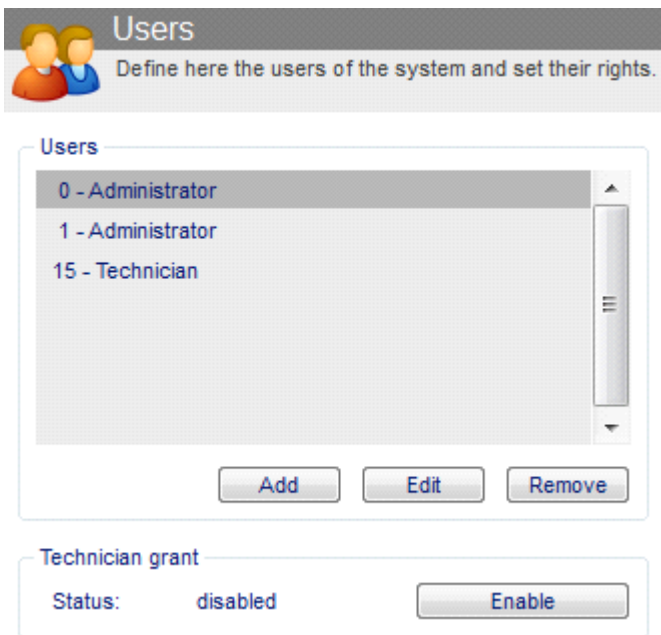 Users
Define here the users of the system and set their rights.
Users
0 - Administrator
1 - Administrator
15 - Technician
Add Edit Remove
Technician grant
Status: disabled Enable